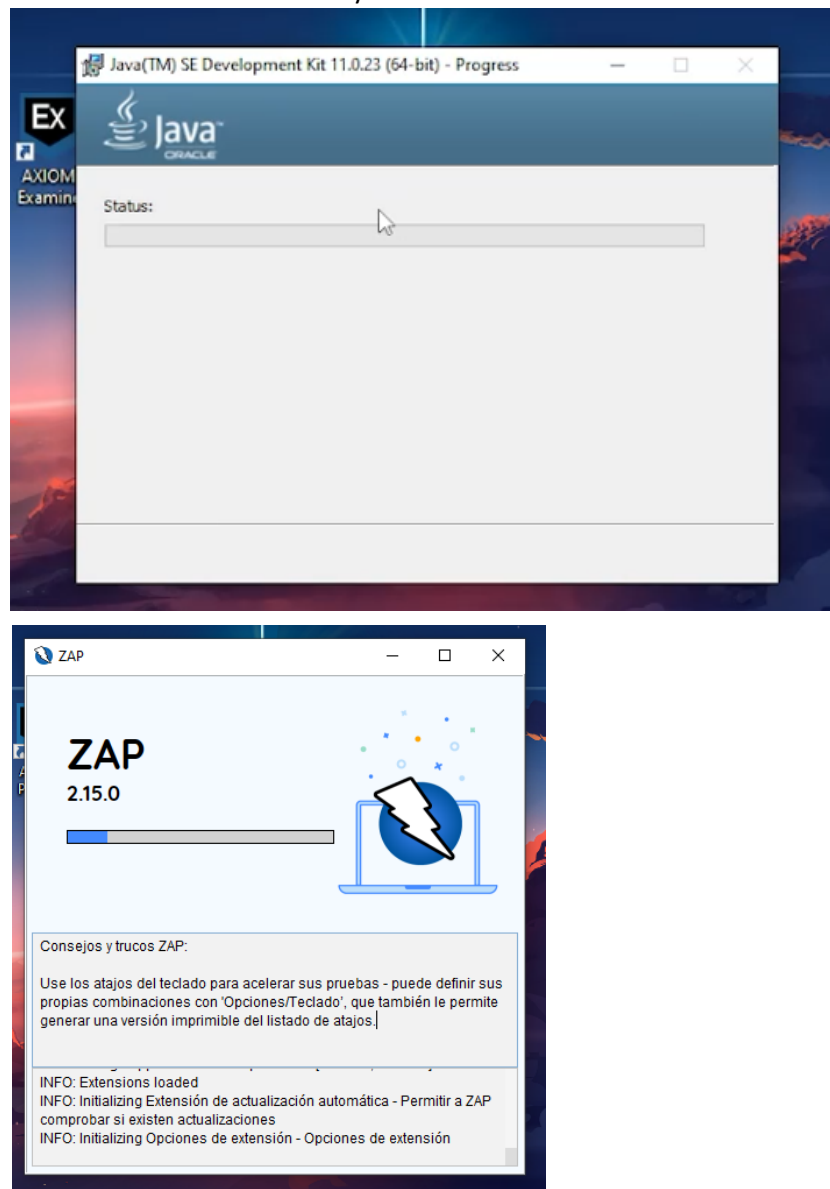 Java(TM) SE Development Kit 11.0.23 (64-bit) - Progress
Ex
Java™
ORACLE
AXIOM
Examin
Status:
ZAP
ZAP
2.15.0
Consejos y trucos ZAP:
Use los atajos del teclado para acelerar sus pruebas - puede definir sus
propias combinaciones con 'Opciones/Teclado', que también le permite
generar una versión imprimible del listado de atajos.
INFO: Extensions loaded
INFO: Initializing Extensión de actualización automática - Permitir a ZAP
comprobar si existen actualizaciones
INFO: Initializing Opciones de extensión - Opciones de extensión